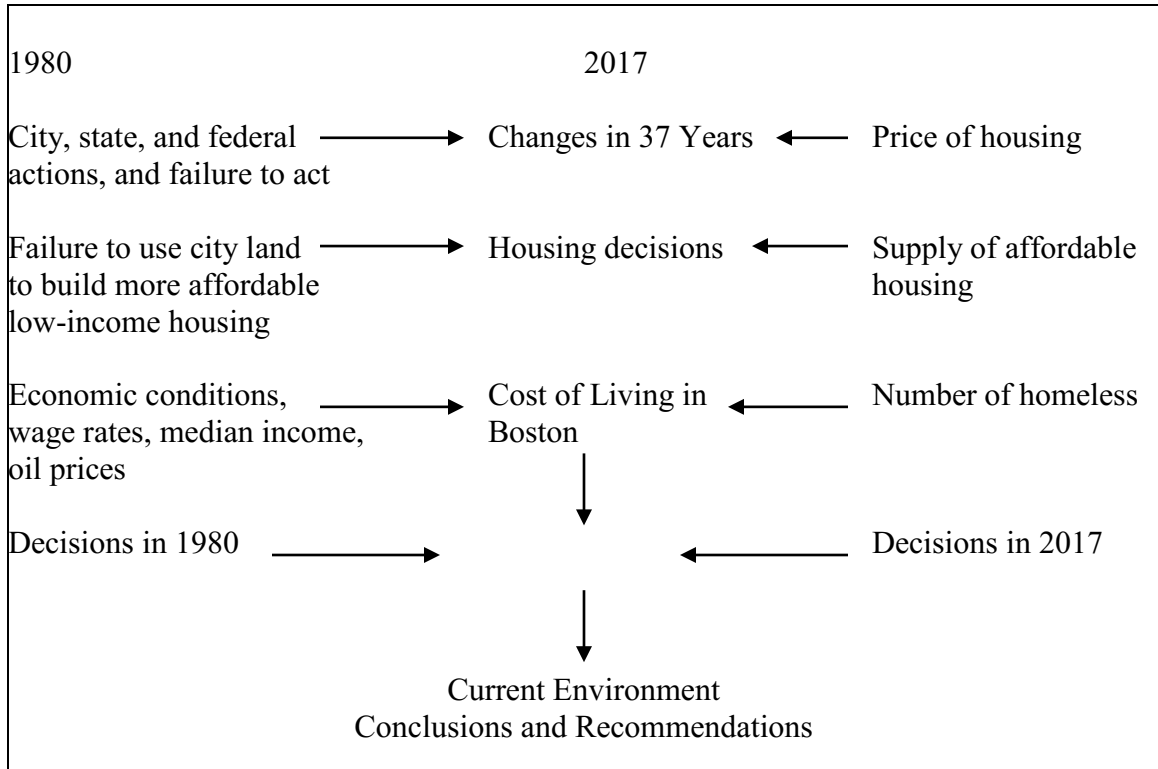 1980
2017
City, state, and federal
actions, and failure to act
Changes in 37 Years
Price of housing
Failure to use city land
to build more affordable
low-income housing
Housing decisions
Supply of affordable
housing
Economic conditions,
wage rates, median income,
oil prices
Cost of Living in
Boston
Number of homeless
Decisions in 1980
Decisions in 2017
Current Environment
Conclusions and Recommendations